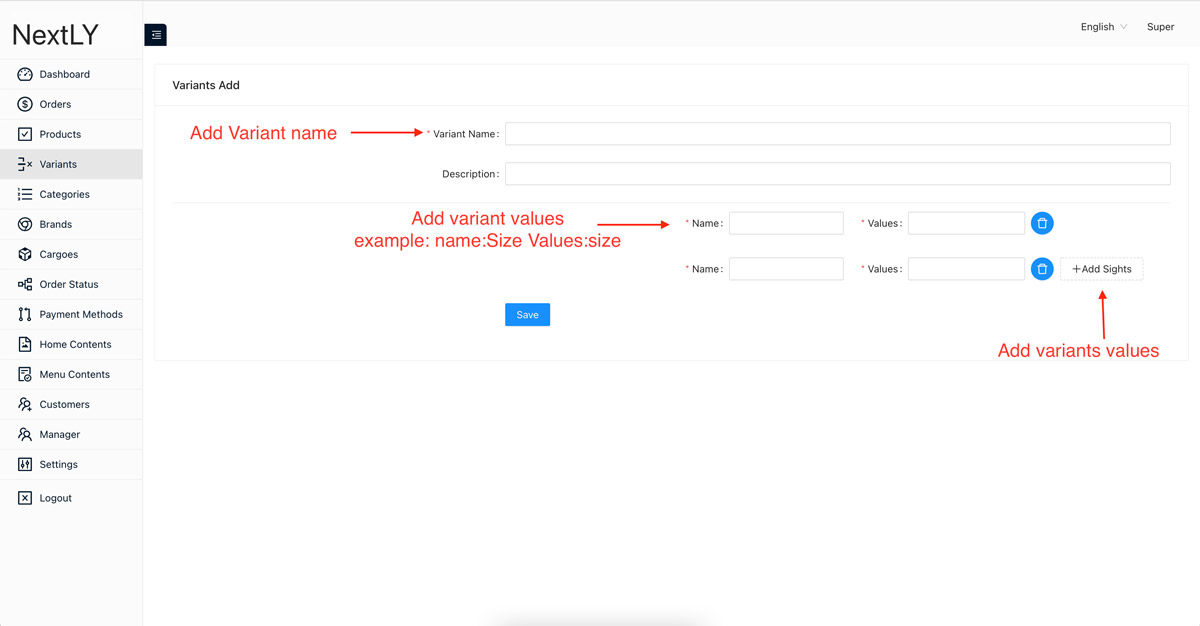 NextLY
English
Super
Dashboard
Orders
Products
Variants
Categories
Brands
Cargoes
Order Status
Payment Methods
Home Contents
Menu Contents
Customers
Manager
Settings
Logout
Variants Add
Add Variant name
* Variant Name:
Description:
Add variant values
example: name:Size Values:size
* Name:
* Values:
* Name:
* Values:
+Add Sights
Save
Add variants values